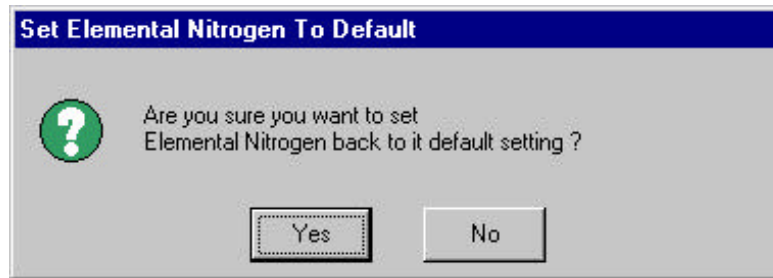 Set Elemental Nitrogen To Default
?
Are you sure you want to set
Elemental Nitrogen back to it default setting ?
Yes
No